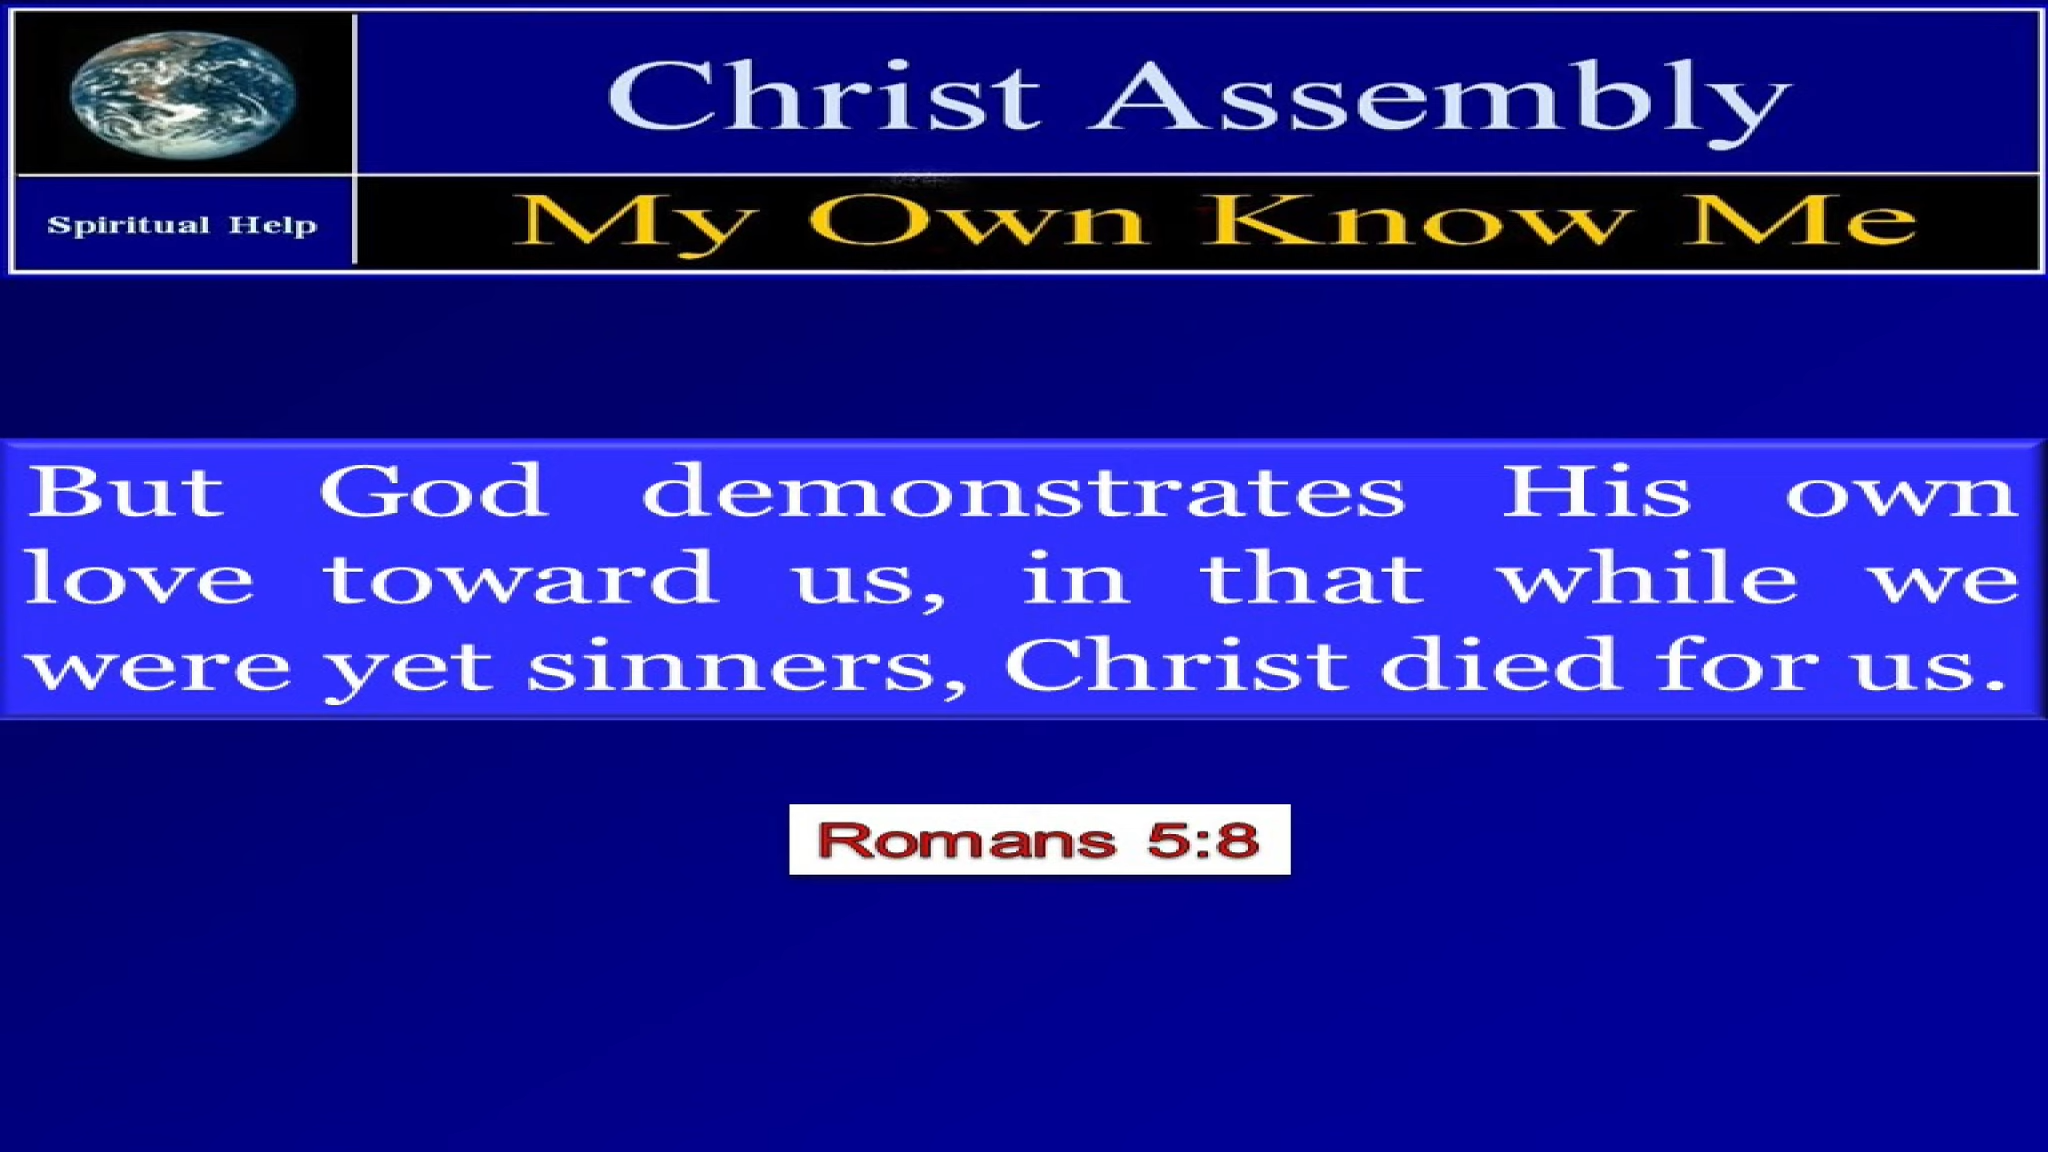 Christ Assembly
Spiritual Help
My Own Know Me
But God demonstrates His own
love toward us, in that while we
were yet sinners, Christ died for us.
Romans 5:8